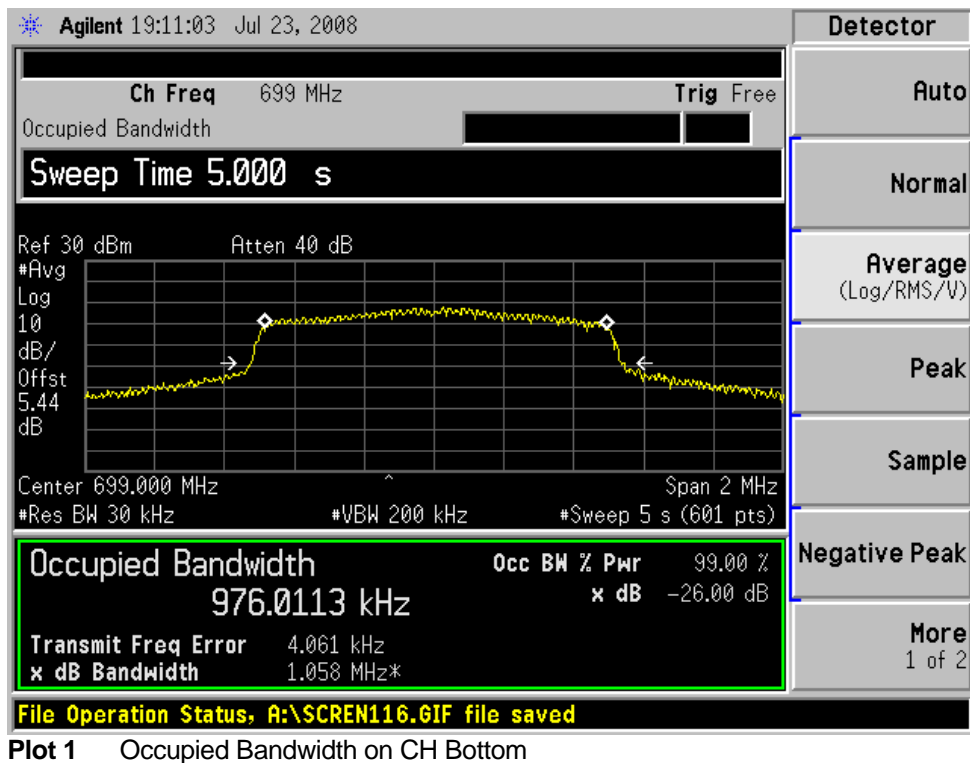 Agilent 19:11:03 Jul 23, 2008
Detector
Ch Freq 699 MHz Trig Free
Occupied Bandwidth
Sweep Time 5.000 s
Ref 30 dBm Atten 40 dB
#Avg
Log
10
dB/
Offst
5.44
dB
Center 699.000 MHz ^ Span 2 MHz
#Res BW 30 kHz #VBW 200 kHz #Sweep 5 s (601 pts)
Occupied Bandwidth
976.0113 kHz
Occ BW % Pwr 99.00 %
x dB -26.00 dB
Transmit Freq Error 4.061 kHz
x dB Bandwidth 1.058 MHz*
File Operation Status, A:\SCREN116.GIF file saved
Auto
Normal
Average
(Log/RMS/V)
Peak
Sample
Negative Peak
More
1 of 2
Plot 1 Occupied Bandwidth on CH Bottom